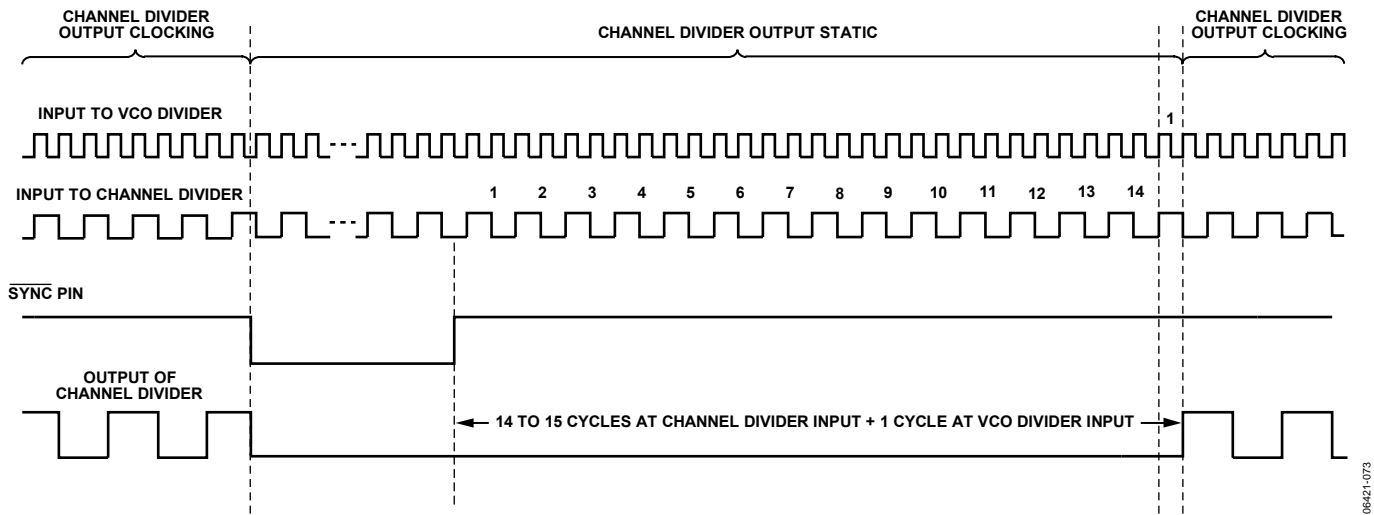 CHANNEL DIVIDER
OUTPUT CLOCKING
CHANNEL DIVIDER OUTPUT STATIC
CHANNEL DIVIDER
OUTPUT CLOCKING
INPUT TO VCO DIVIDER
1
INPUT TO CHANNEL DIVIDER
1 2 3 4 5 6 7 8 9 10 11 12 13 14
SYNC PIN
OUTPUT OF
CHANNEL DIVIDER
14 TO 15 CYCLES AT CHANNEL DIVIDER INPUT + 1 CYCLE AT VCO DIVIDER INPUT
06421-073